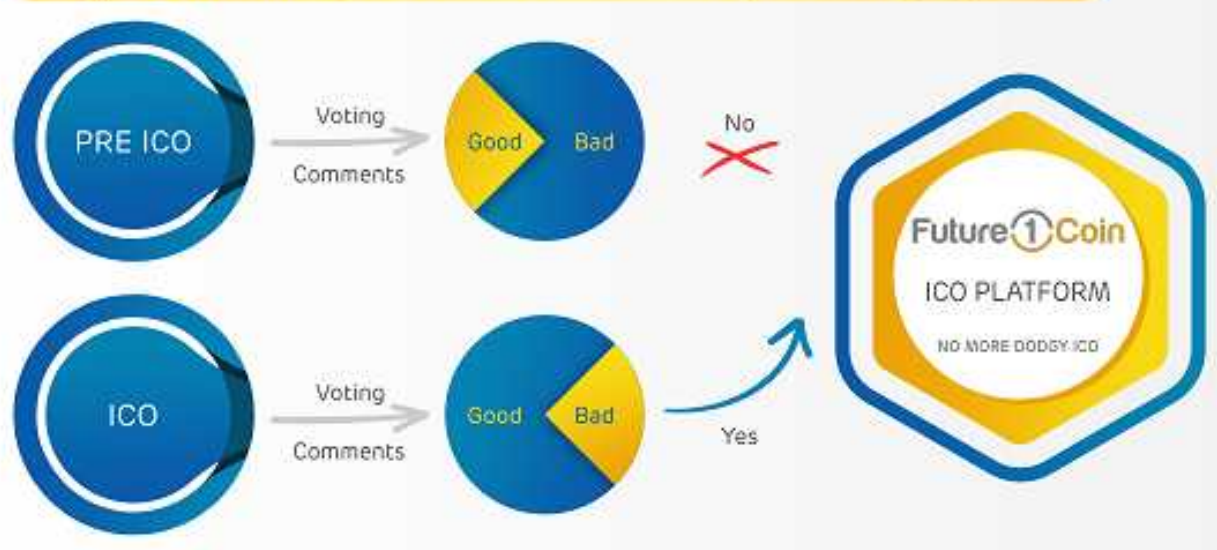 PRE ICO
Voting
Comments
Good
Bad
No
ICO
Voting
Comments
Good
Bad
Yes
Future1Coin
ICO PLATFORM
NO MORE DODGY ICO